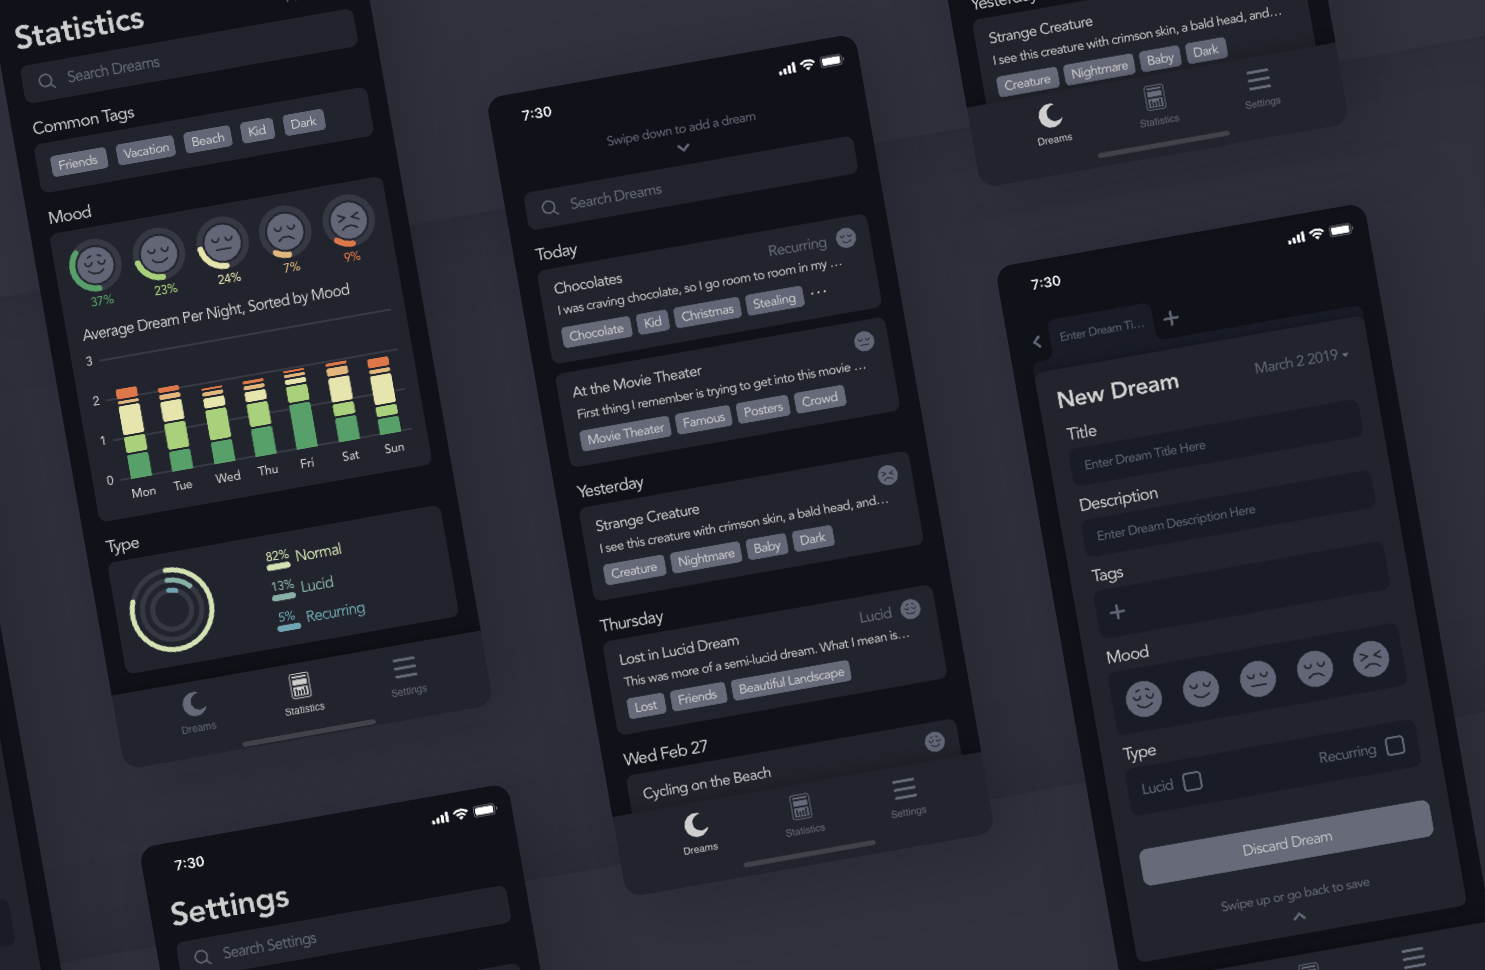 Statistics
Search Dreams
Common Tags
Friends
Vacation
Beach
Kid
Dark
Mood
37%
23%
24%
7%
9%
Average Dream Per Night, Sorted by Mood
3
2
1
0
Mon
Tue
Wed
Thu
Fri
Sat
Sun
Type
82% Normal
13% Lucid
5% Recurring
Dreams
Statistics
Settings
7:30
Settings
Search Settings
7:30
Swipe down to add a dream
Search Dreams
Today
Chocolates
Recurring
I was craving chocolate, so I go room to room in my ...
Chocolate
Kid
Christmas
Stealing
...
At the Movie Theater
First thing I remember is trying to get into this movie ...
Movie Theater
Famous
Posters
Crowd
Yesterday
Strange Creature
I see this creature with crimson skin, a bald head, and...
Creature
Nightmare
Baby
Dark
Thursday
Lost in Lucid Dream
Lucid
This was more of a semi-lucid dream. What I mean is...
Lost
Friends
Beautiful Landscape
Wed Feb 27
Cycling on the Beach
Dreams
Statistics
Settings
Yesterday
Strange Creature
I see this creature with crimson skin, a bald head, and...
Creature
Nightmare
Baby
Dark
Dreams
Statistics
Settings
7:30
Enter Dream Ti...
New Dream
March 2 2019
Title
Enter Dream Title Here
Description
Enter Dream Description Here
Tags
Mood
Type
Lucid
Recurring
Discard Dream
Swipe up or go back to save